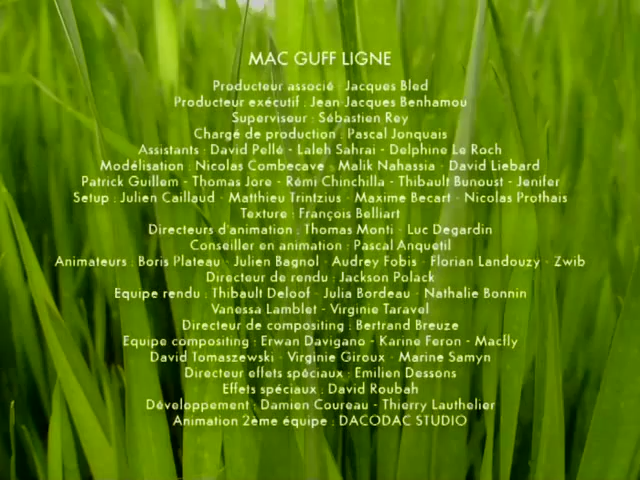 MAC GUFF LIGNE
Producteur associé : Jacques Bled
Producteur exécutif : Jean Jacques Benhamou
Superviseur : Sébastien Rey
Chargé de production : Pascal Jonquais
Assistants : David Pellé - Laleh Sahrai - Delphine Le Roch
Modélisation : Nicolas Combecave - Malik Nahassia - David Liebard
Patrick Guillem - Thomas Jore - Rémi Chinchilla - Thibault Bunoust - Jenifer
Setup : Julien Caillaud - Matthieu Trintzius - Maxime Becart - Nicolas Prothais
Texture : François Belliart
Directeurs d'animation : Thomas Monti - Luc Degardin
Conseiller en animation : Pascal Anquetil
Animateurs : Boris Plateau - Julien Bagnol - Audrey Fobis - Florian Landouzy - Zwib
Directeur de rendu : Jackson Polack
Equipe rendu : Thibault Deloof - Julia Bordeau - Nathalie Bonnin
Vanessa Lamblet - Virginie Taravel
Directeur de compositing : Bertrand Breuze
Equipe compositing : Erwan Davigano - Karine Feron - Macfly
David Tomaszewski - Virginie Giroux - Marine Samyn
Directeur effets spéciaux : Emilien Dessons
Effets spéciaux : David Roubah
Développement : Damien Coureau - Thierry Lauthelier
Animation 2ème équipe : DACODAC STUDIO